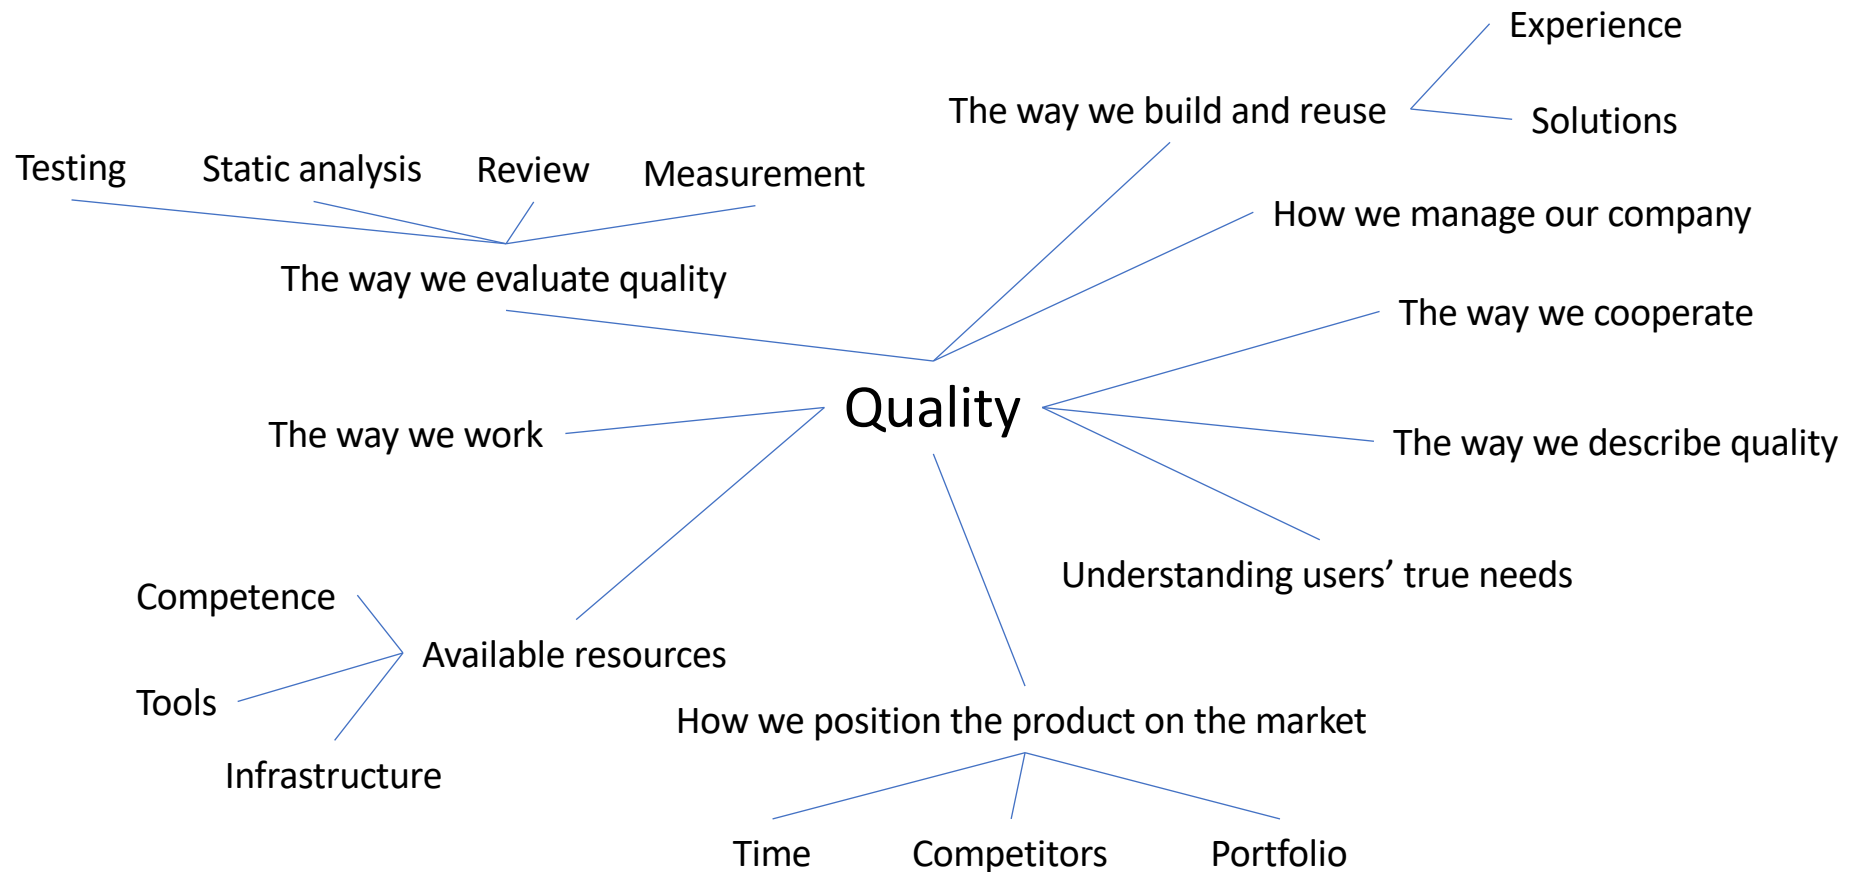 Experience
The way we build and reuse
Solutions
Testing
Static analysis
Review
Measurement
How we manage our company
The way we evaluate quality
The way we cooperate
Quality
The way we work
The way we describe quality
Understanding users’ true needs
Competence
Available resources
Tools
How we position the product on the market
Infrastructure
Time
Competitors
Portfolio